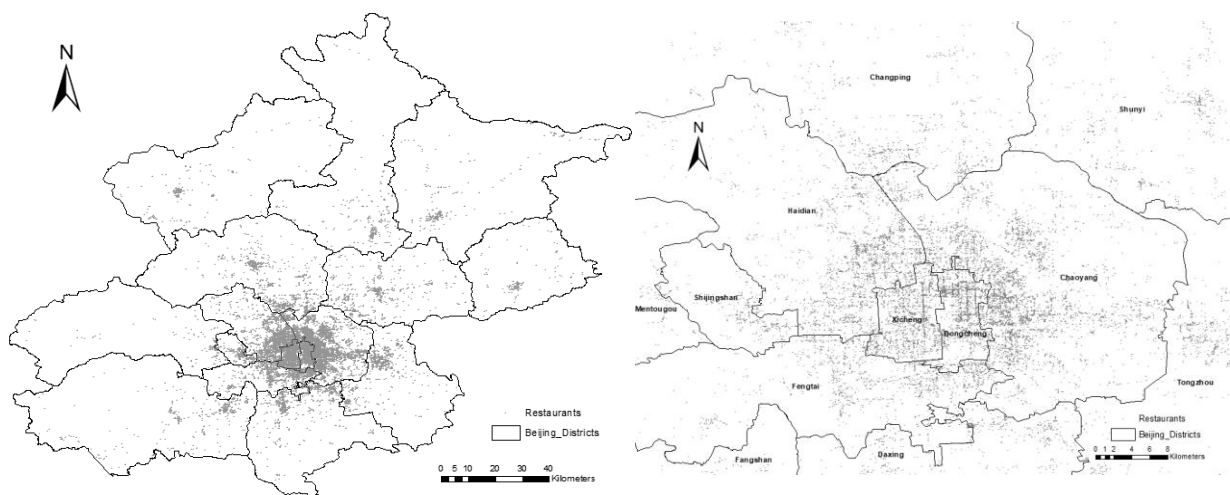 N
Restaurants
Beijing_Districts
0 5 10 20 30 40
Kilometers
Changping
Shunyi
N
Haidian
Chaoyang
Shijingshan
Mentougou
Xicheng
Dongcheng
Fengtai
Tongzhou
Restaurants
Beijing_Districts
Fangshan
Daxing
0 1 2 4 6 8
Kilometers